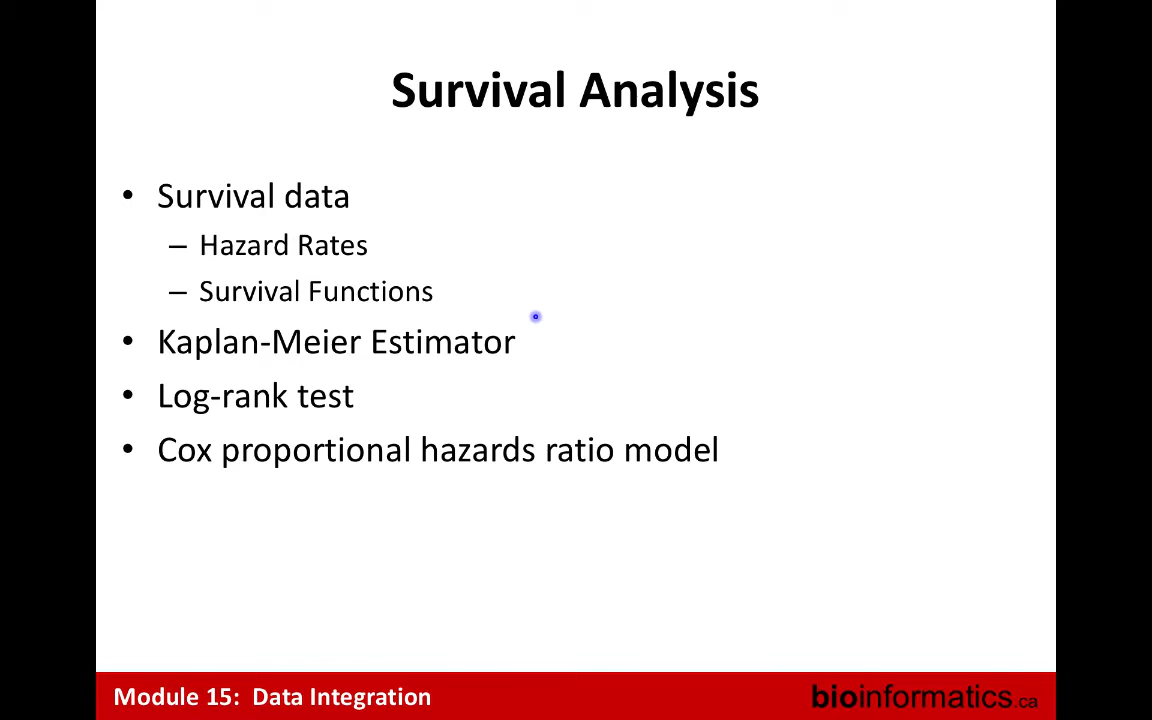 Survival Analysis
• Survival data
– Hazard Rates
– Survival Functions
• Kaplan-Meier Estimator
• Log-rank test
• Cox proportional hazards ratio model
Module 15: Data Integration
bioinformatics.ca